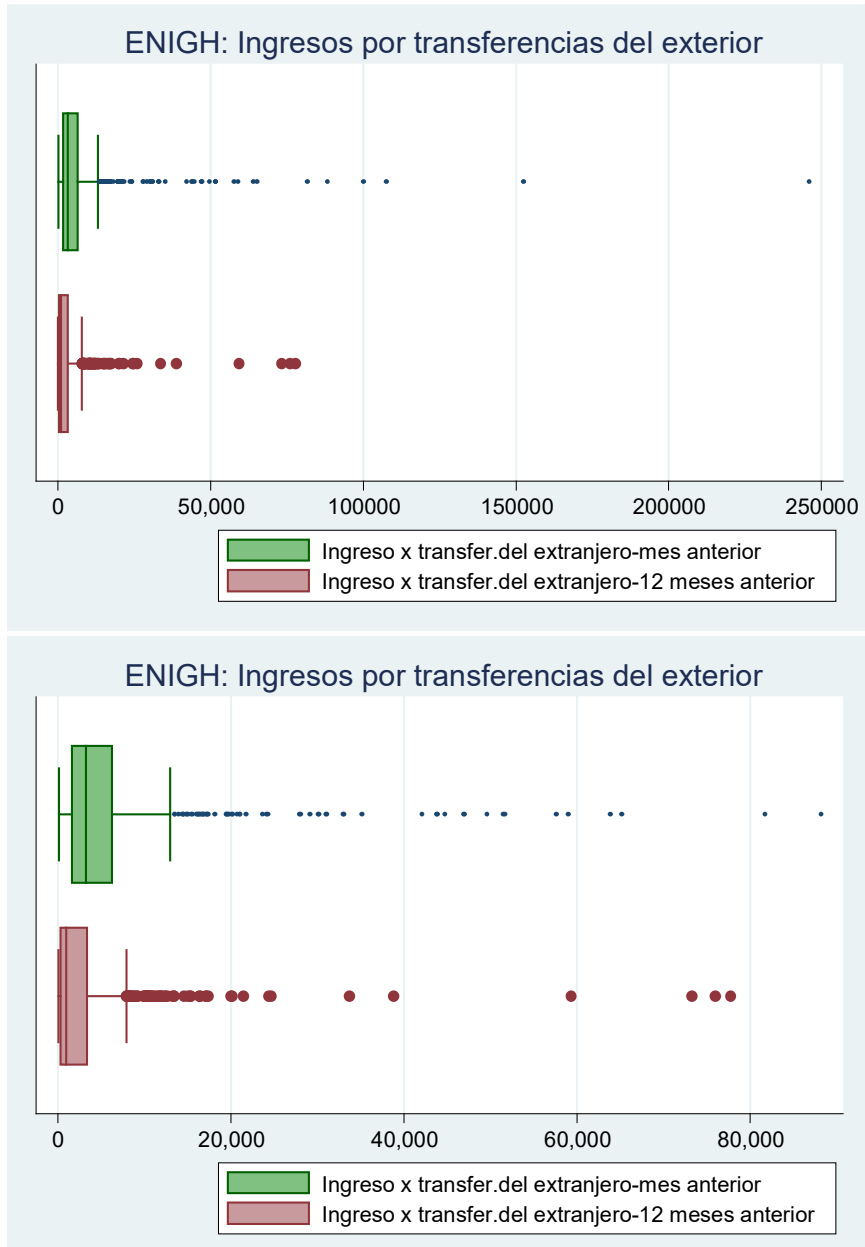 ENIGH: Ingresos por transferencias del exterior
0 50,000 100000 150000 200000 250000
Ingreso x transfer.del extranjero-mes anterior
Ingreso x transfer.del extranjero-12 meses anterior
ENIGH: Ingresos por transferencias del exterior
0 20,000 40,000 60,000 80,000
Ingreso x transfer.del extranjero-mes anterior
Ingreso x transfer.del extranjero-12 meses anterior